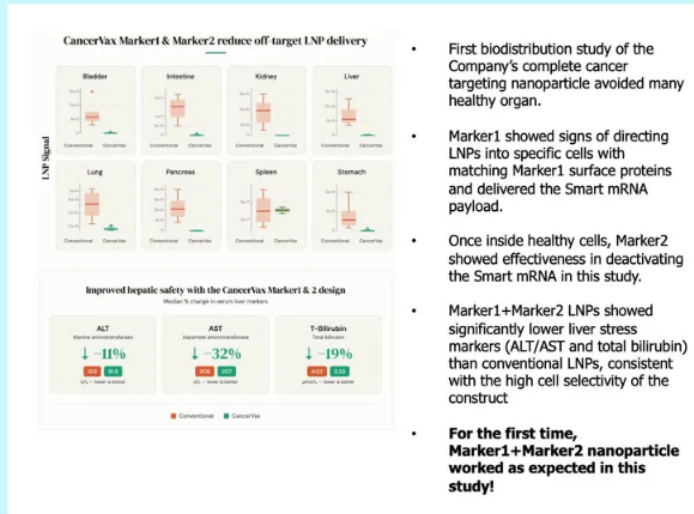 CancerVax Marker1 & Marker2 reduce off-target LNP delivery
LNP Signal
Bladder
Intestine
Kidney
Liver
Conventional CancerVax
Conventional CancerVax
Conventional CancerVax
Conventional CancerVax
Lung
Pancreas
Spleen
Stomach
Conventional CancerVax
Conventional CancerVax
Conventional CancerVax
Conventional CancerVax
Improved hepatic safety with the CancerVax Marker1 & 2 design
Median % change in serum liver markers
ALT
Alanine aminotransferase
↓ -11%
103 91.5
U/L — lower is better
AST
Aspartate aminotransferase
↓ -32%
207
U/L — lower is better
T-Bilirubin
Total bilirubin
↓ -19%
μmol/L — lower is better
Conventional CancerVax
• First biodistribution study of the
Company's complete cancer
targeting nanoparticle avoided many
healthy organ.
• Marker1 showed signs of directing
LNPs into specific cells with
matching Marker1 surface proteins
and delivered the Smart mRNA
payload.
• Once inside healthy cells, Marker2
showed effectiveness in deactivating
the Smart mRNA in this study.
• Marker1+Marker2 LNPs showed
significantly lower liver stress
markers (ALT/AST and total bilirubin)
than conventional LNPs, consistent
with the high cell selectivity of the
construct
• For the first time,
Marker1+Marker2 nanoparticle
worked as expected in this
study!